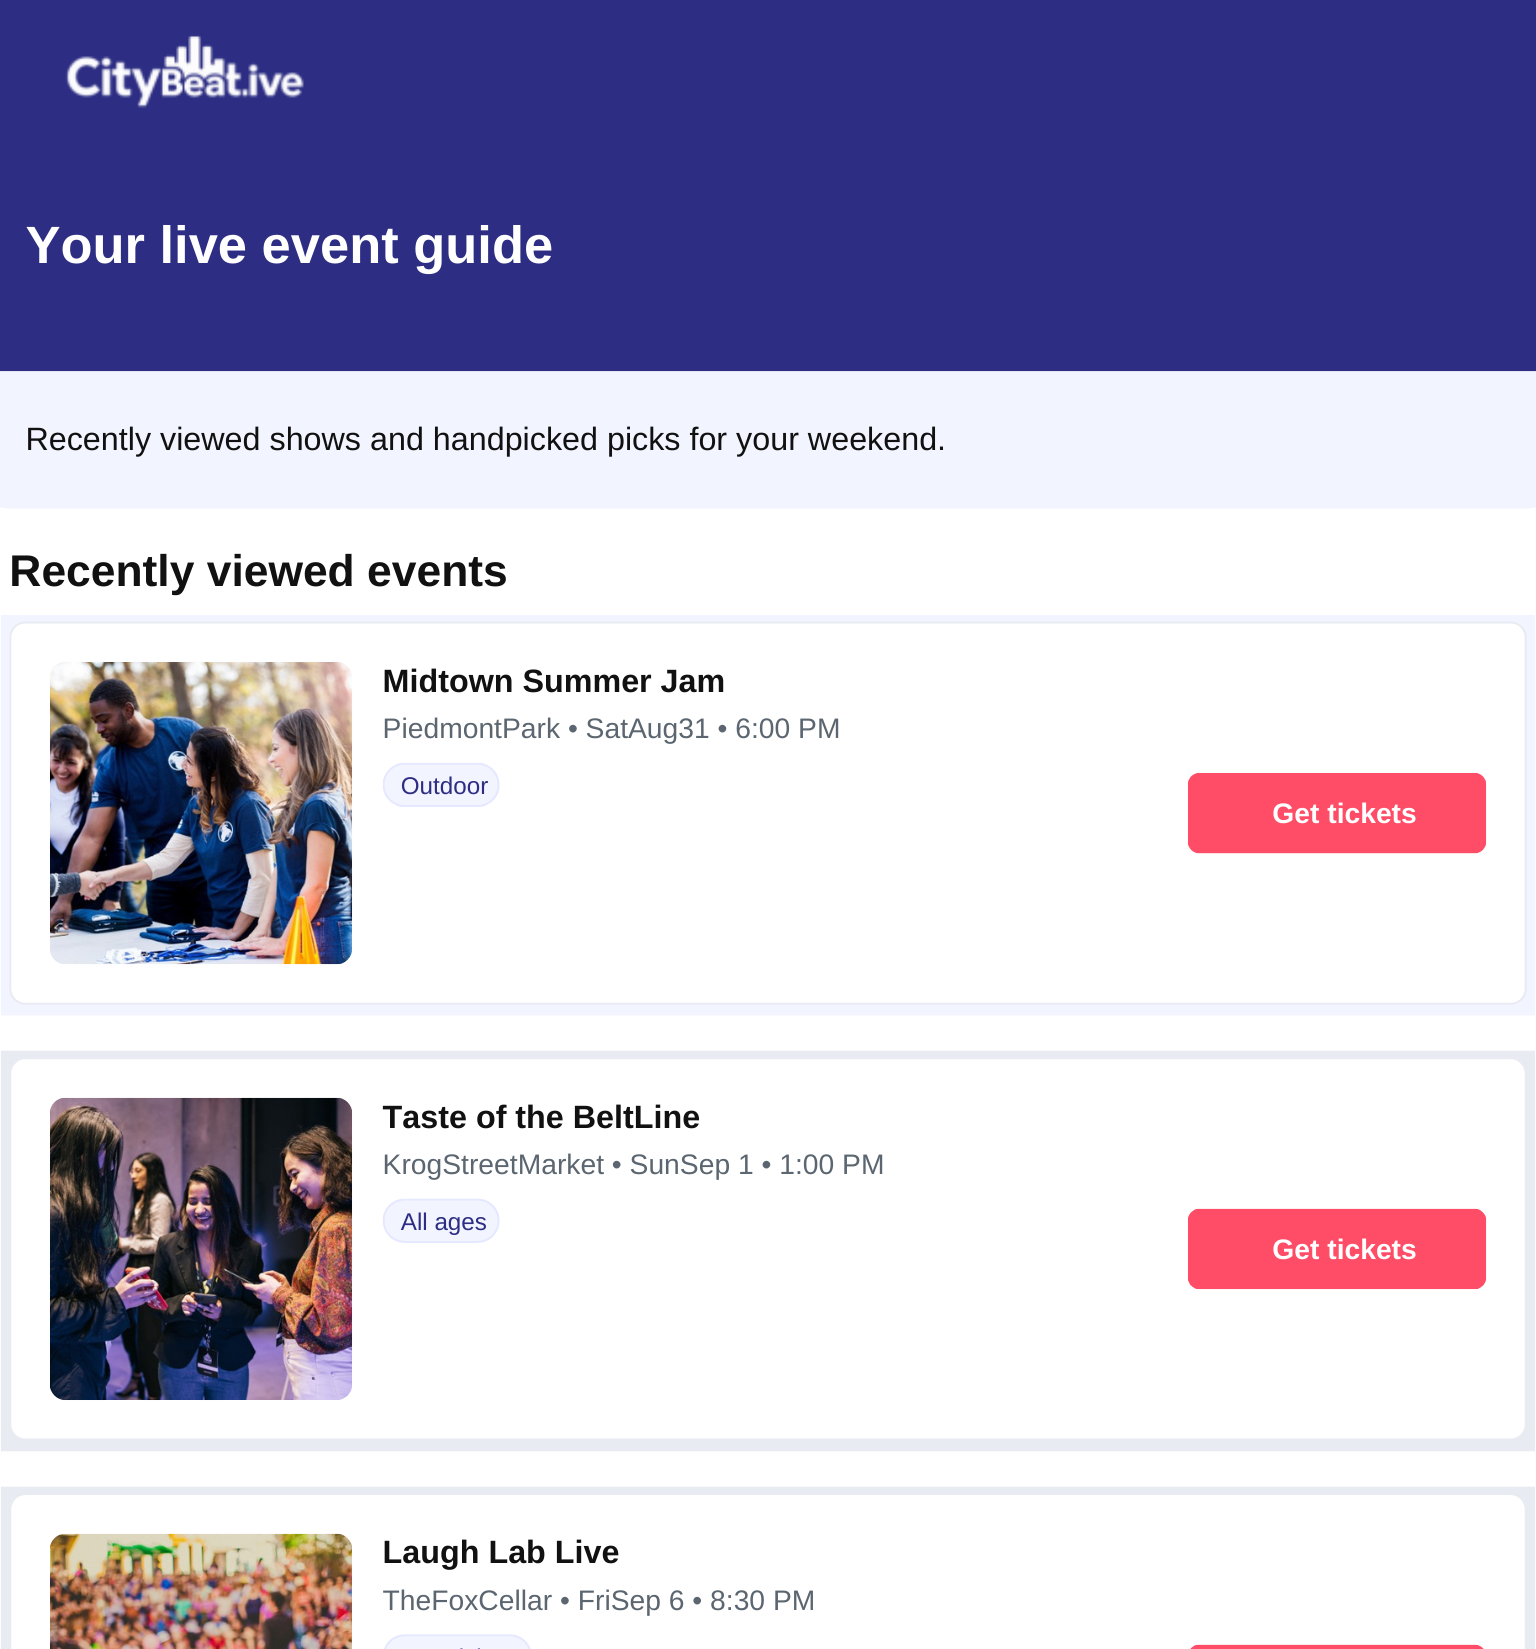 CityBeat.ive
Your live event guide
Recently viewed shows and handpicked picks for your weekend.
Recently viewed events
Midtown Summer Jam
PiedmontPark • SatAug31 • 6:00 PM
Outdoor
Get tickets
Taste of the BeltLine
KrogStreetMarket • SunSep 1 • 1:00 PM
All ages
Get tickets
Laugh Lab Live
TheFoxCellar • FriSep 6 • 8:30 PM